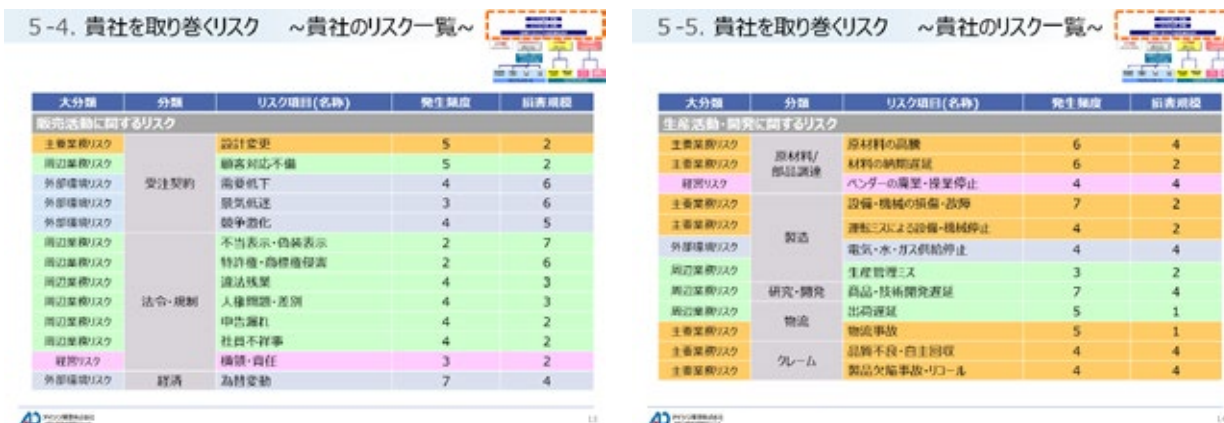 5-4. 貴社を取り巻くリスク ~貴社のリスク一覧~
大分類 分類 リスク項目(名称) 発生頻度 損害規模
販売活動に関するリスク
主要業務リスク 受注契約 設計変更 5 2
周辺業務リスク 顧客対応不備 5 2
外部環境リスク 需要低下 4 6
外部環境リスク 景気低迷 3 6
外部環境リスク 競争激化 4 5
周辺業務リスク 法令・規制 不当表示・偽装表示 2 7
周辺業務リスク 特許権・商標権侵害 2 6
周辺業務リスク 違法残業 4 3
周辺業務リスク 人権問題・差別 4 3
周辺業務リスク 申告漏れ 4 2
周辺業務リスク 社員不祥事 4 2
経営リスク 横領・背任 3 2
外部環境リスク 経済 為替変動 7 4
5-5. 貴社を取り巻くリスク ~貴社のリスク一覧~
大分類 分類 リスク項目(名称) 発生頻度 損害規模
生産活動・開発に関するリスク
主要業務リスク 原材料/部品調達 原材料の高騰 6 4
主要業務リスク 材料の納期遅延 6 2
経営リスク ベンダーの廃業・操業停止 4 4
主要業務リスク 製造 設備・機械の損傷・故障 7 2
主要業務リスク 運転ミスによる設備・機械停止 4 2
外部環境リスク 電気・水・ガス供給停止 4 4
周辺業務リスク 生産管理ミス 3 2
周辺業務リスク 研究・開発 商品・技術開発遅延 7 4
周辺業務リスク 物流 出荷遅延 5 1
主要業務リスク 物流事故 5 1
主要業務リスク クレーム 品質不良・自主回収 4 4
主要業務リスク 製品欠陥事故・リコール 4 4